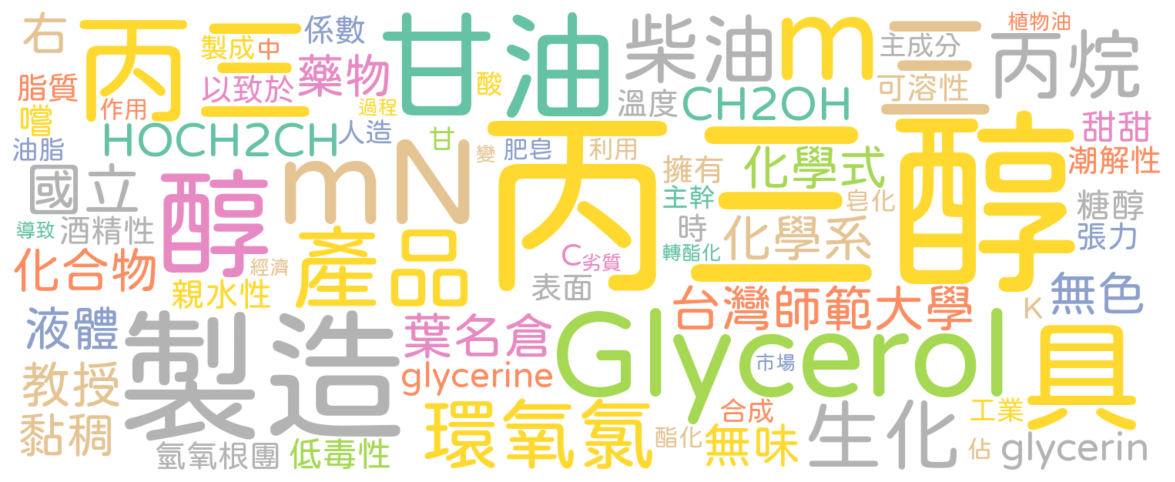 右
丙三
製成
中
係數
以致於
藥物
甘油
酸
柴油
m
三
主成分
可溶性
植物油
丙烷
脂質
嚐
作用
過程
溫度
CH2OH
甜甜
潮解性
油脂
HOCH2CH
人造
甘
變
肥皂
利用
丙三醇
擁有
化學式
國立
醇
mN
主幹
皂化
糖醇
導致
酒精性
時
化學系
張力
化合物
經濟
產品
C
劣質
轉酯化
親水性
表面
台灣師範大學
K
無色
液體
製造
葉名倉
Glycerol
市場
具
教授
glycerine
黏稠
環氧氯
合成
生化
工業
氫氧根團
低毒性
酯化
無味
佔
glycerin